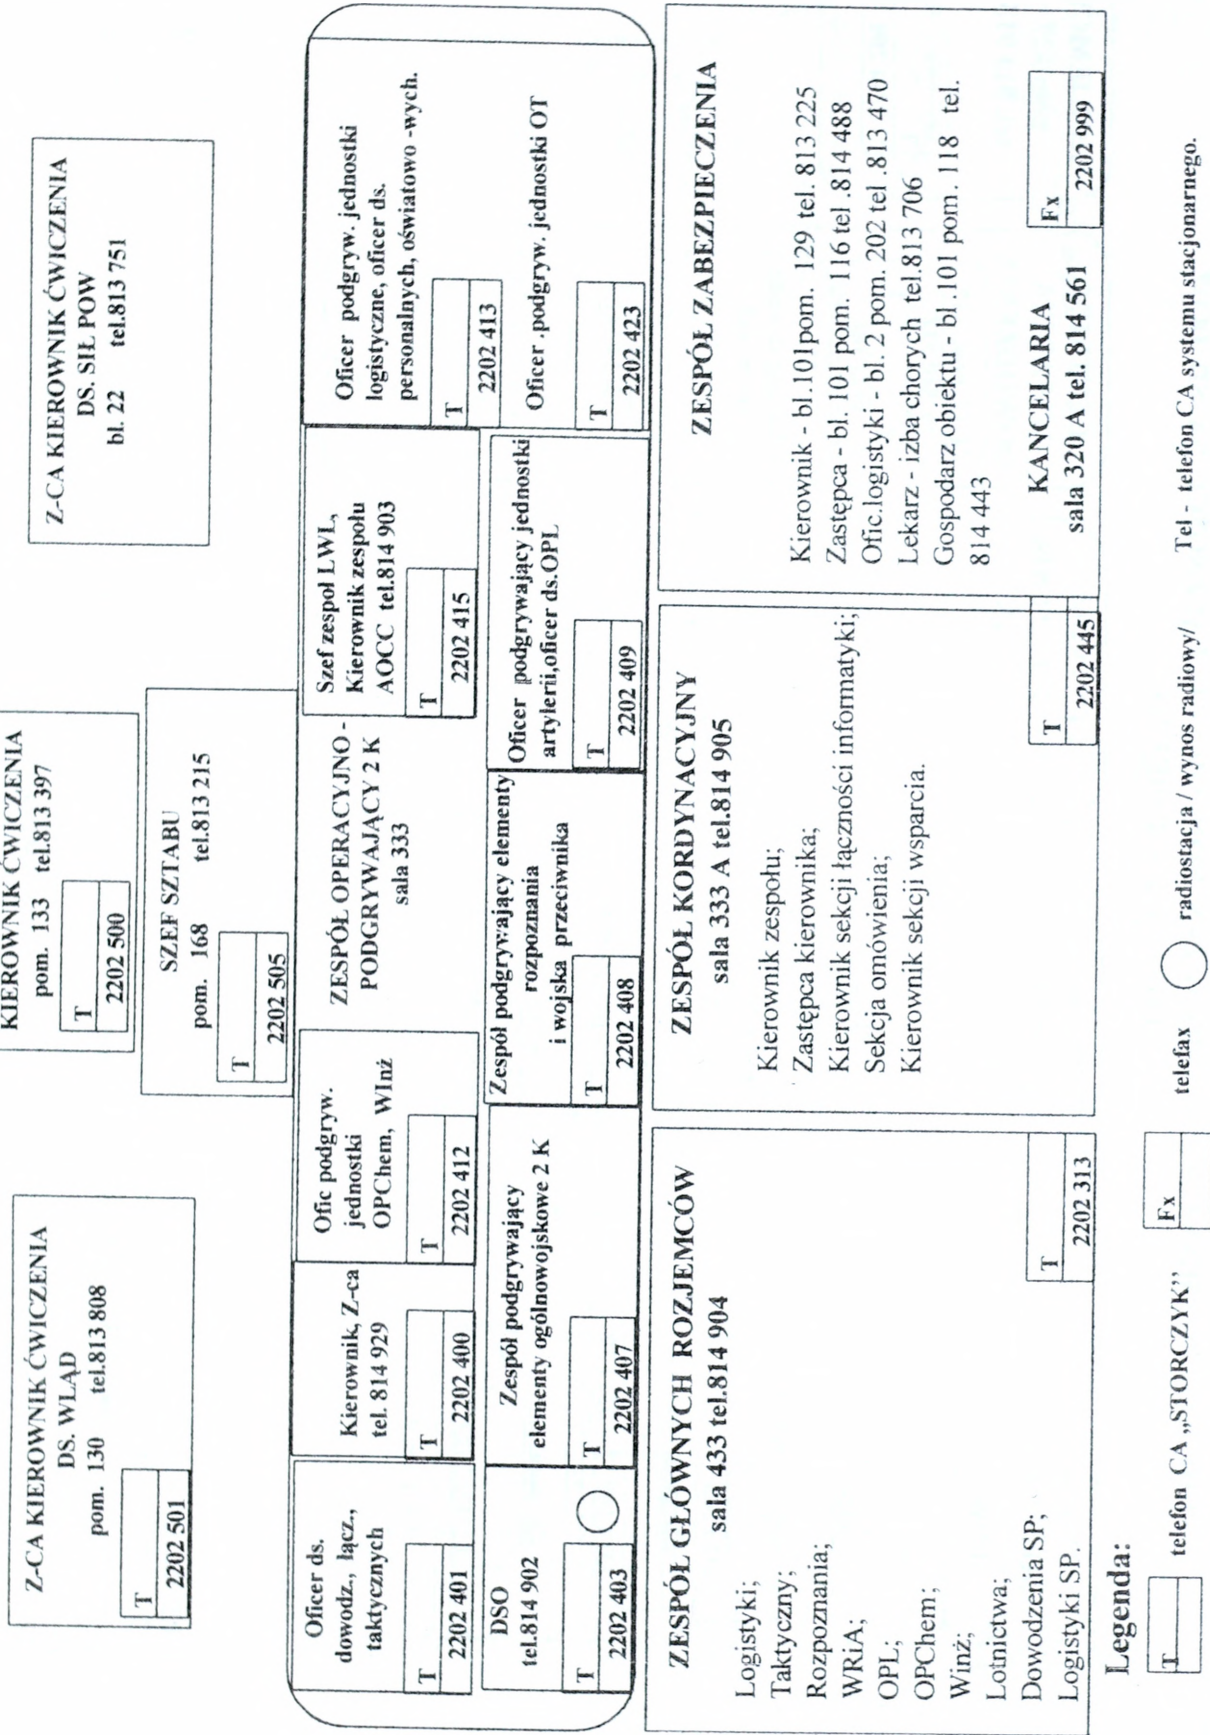 KIEROWNIK ĆWICZENIA
pom. 133 tel.813 397
T
2202 500
Z-CA KIEROWNIK ĆWICZENIA
DS. WLĄD
pom. 130 tel.813 808
T
2202 501
SZEF SZTABU
pom. 168 tel.813 215
T
2202 505
Z-CA KIEROWNIK ĆWICZENIA
DS. SIŁ POW
bl. 22 tel.813 751
Oficer ds.
dowodz., łącz.,
taktycznych
T
2202 401
Kierownik, Z-ca
tel. 814 929
T
2202 400
Ofic podgryw.
jednostki
OPChem, WInż
T
2202 412
ZESPÓŁ OPERACYJNO -
PODGRYWAJĄCY 2 K
sala 333
Szef zespoł LWL,
Kierownik zespołu
AOCC tel.814 903
T
2202 415
Oficer podgryw. jednostki
logistyczne, oficer ds.
personalnych, oświatowo -wych.
T
2202 413
DSO
tel.814 902
T
2202 403
Zespół podgrywający
elementy ogólnowojskowe 2 K
T
2202 407
Zespół podgrywający elementy
rozpoznania
i wojska przeciwnika
T
2202 408
Oficer podgrywający jednostki
artylerii,oficer ds.OPL
T
2202 409
Oficer .podgryw. jednostki OT
T
2202 423
ZESPÓŁ GŁÓWNYCH ROZJEMCÓW
sala 433 tel.814 904
Logistyki;
Taktyczny;
Rozpoznania;
WRiA;
OPL;
OPChem;
Winż;
Lotnictwa;
Dowodzenia SP;
Logistyki SP.
T
2202 313
ZESPÓŁ KORDYNACYJNY
sala 333 A tel.814 905
Kierownik zespołu;
Zastępca kierownika;
Kierownik sekcji łączności informatyki;
Sekcja omówienia;
Kierownik sekcji wsparcia.
T
2202 445
ZESPÓŁ ZABEZPIECZENIA
Kierownik - bl.101pom. 129 tel. 813 225
Zastępca - bl. 101 pom. 116 tel .814 488
Ofic.logistyki - bl. 2 pom. 202 tel .813 470
Lekarz - izba chorych tel.813 706
Gospodarz obiektu - bl.101 pom. 118 tel.
814 443
KANCELARIA
sala 320 A tel. 814 561
Fx
2202 999
Legenda:
T telefon CA „STORCZYK” Fx telefax radiostacja / wynos radiowy/ Tel - telefon CA systemu stacjonarnego.